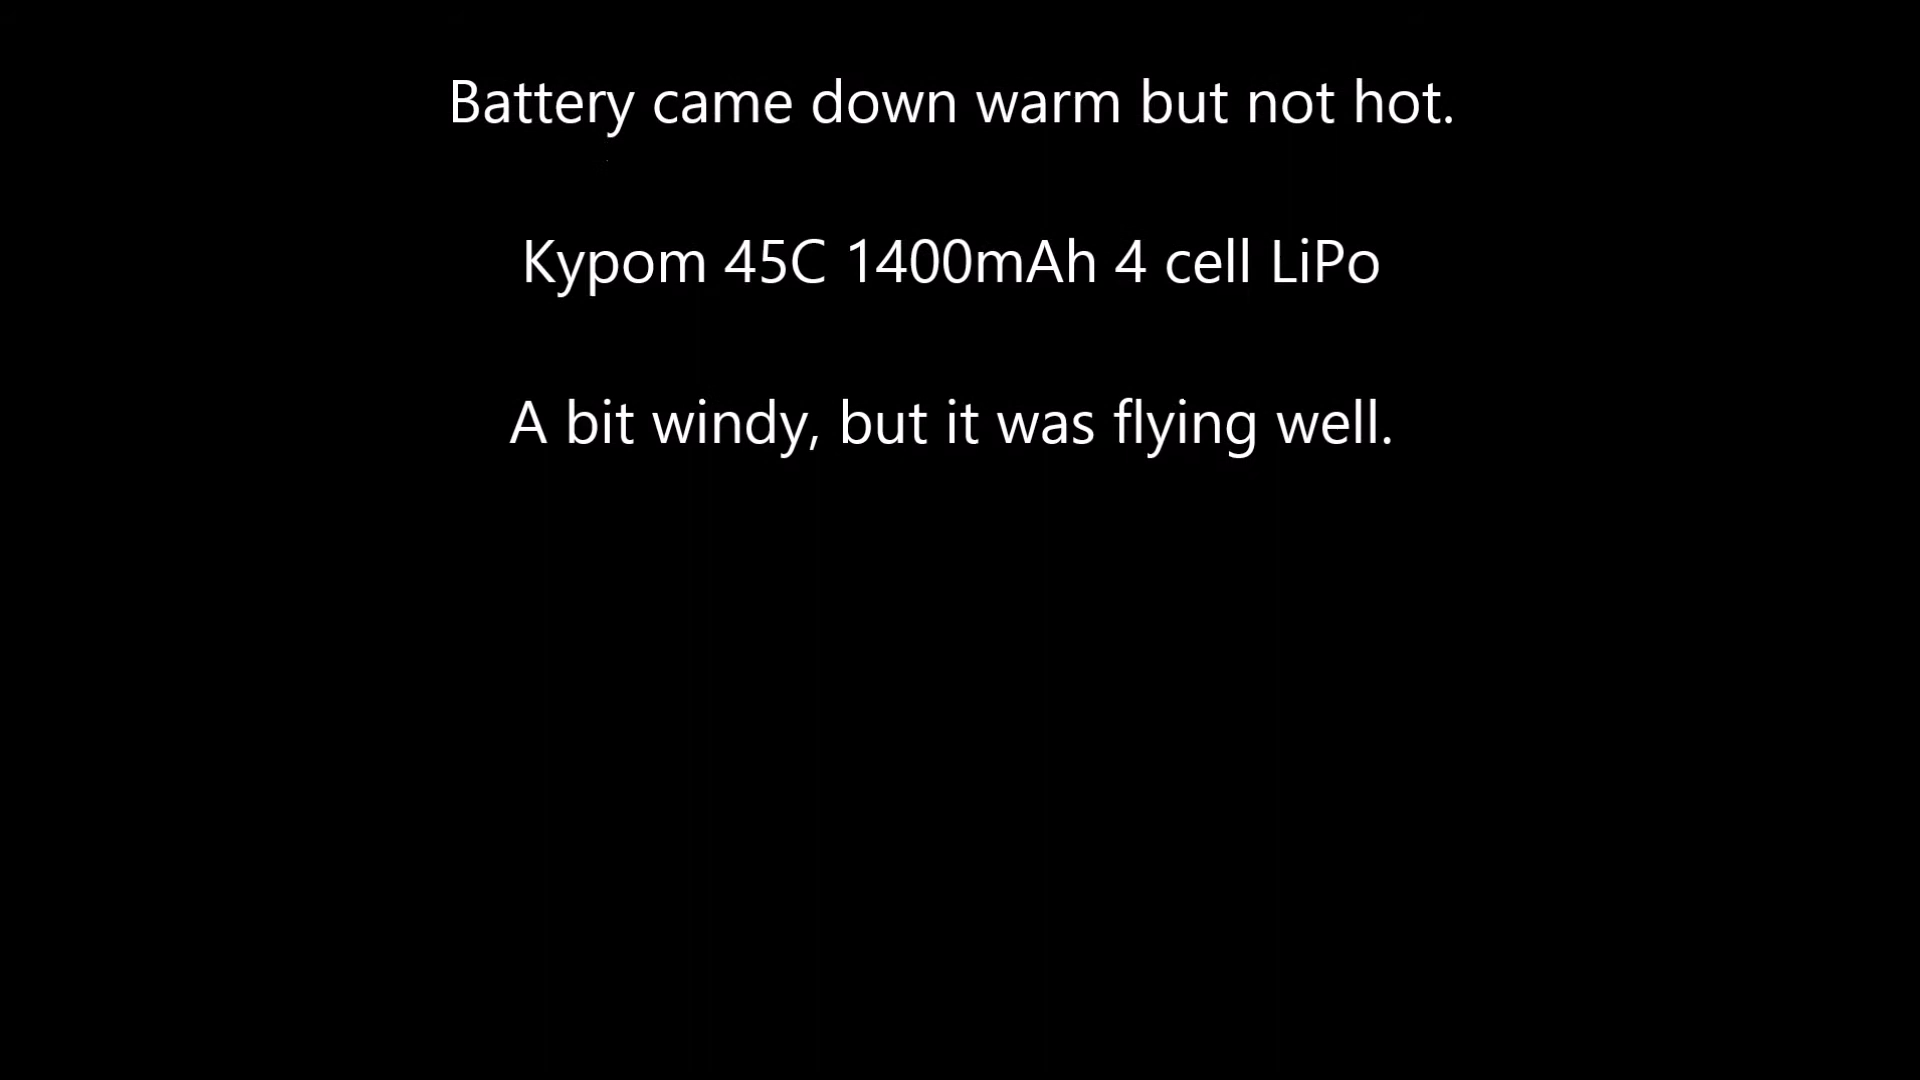 Battery came down warm but not hot.
Kypom 45C 1400mAh 4 cell LiPo
A bit windy, but it was flying well.